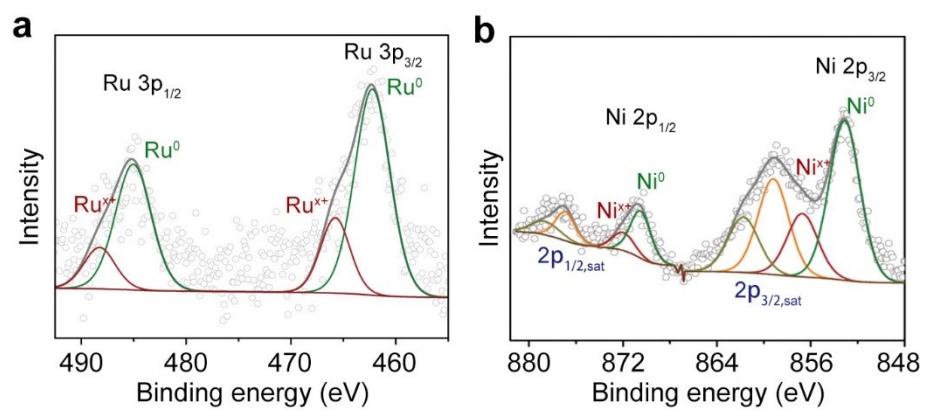 a
Ru 3p1/2
Ru0
Rux+
Ru 3p3/2
Ru0
Rux+
Intensity
490 480 470 460
Binding energy (eV)
b
Ni 2p1/2
Nix+
Ni0
2p1/2,sat
Ni 2p3/2
Ni0
Nix+
2p3/2,sat
Intensity
880 872 864 856 848
Binding energy (eV)